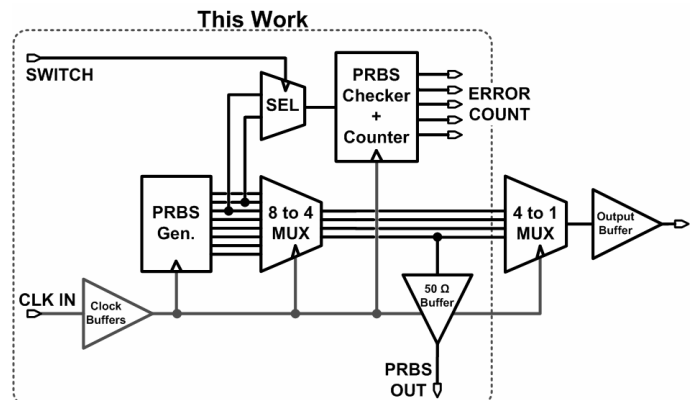 This Work
SWITCH
SEL
PRBS
Checker
+
Counter
ERROR
COUNT
PRBS
Gen.
8 to 4
MUX
4 to 1
MUX
Output
Buffer
CLK IN
Clock
Buffers
50 Ω
Buffer
PRBS
OUT